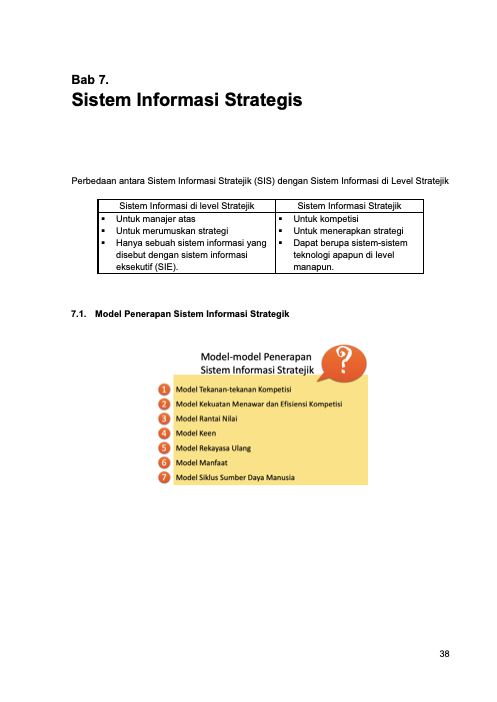 Bab 7.
Sistem Informasi Strategis
Perbedaan antara Sistem Informasi Stratejik (SIS) dengan Sistem Informasi di Level Stratejik
Sistem Informasi di level Stratejik
▪ Untuk manajer atas
▪ Untuk merumuskan strategi
▪ Hanya sebuah sistem informasi yang
disebut dengan sistem informasi
eksekutif (SIE).
Sistem Informasi Stratejik
▪ Untuk kompetisi
▪ Untuk menerapkan strategi
▪ Dapat berupa sistem-sistem
teknologi apapun di level
manapun.
7.1. Model Penerapan Sistem Informasi Strategik
Model-model Penerapan
Sistem Informasi Stratejik
?
1 Model Tekanan-tekanan Kompetisi
2 Model Kekuatan Menawar dan Efisiensi Kompetisi
3 Model Rantai Nilai
4 Model Keen
5 Model Rekayasa Ulang
6 Model Manfaat
7 Model Siklus Sumber Daya Manusia
38